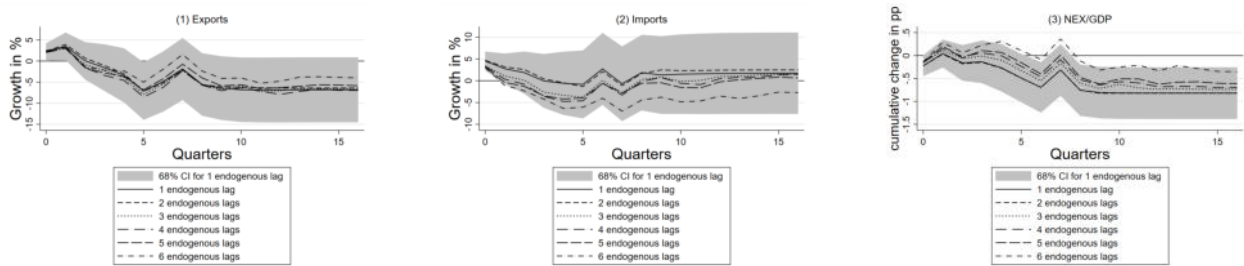 (1) Exports
Growth in %
5
0
-5
-10
-15
0
5
10
15
Quarters
68% CI for 1 endogenous lag
1 endogenous lag
2 endogenous lags
3 endogenous lags
4 endogenous lags
5 endogenous lags
6 endogenous lags
(2) Imports
Growth in %
10
5
0
-5
-10
0
5
10
15
Quarters
68% CI for 1 endogenous lag
1 endogenous lag
2 endogenous lags
3 endogenous lags
4 endogenous lags
5 endogenous lags
6 endogenous lags
(3) NEX/GDP
cumulative change in pp
.5
0
-.5
-1
-1.5
0
5
10
15
Quarters
68% CI for 1 endogenous lag
1 endogenous lag
2 endogenous lags
3 endogenous lags
4 endogenous lags
5 endogenous lags
6 endogenous lags